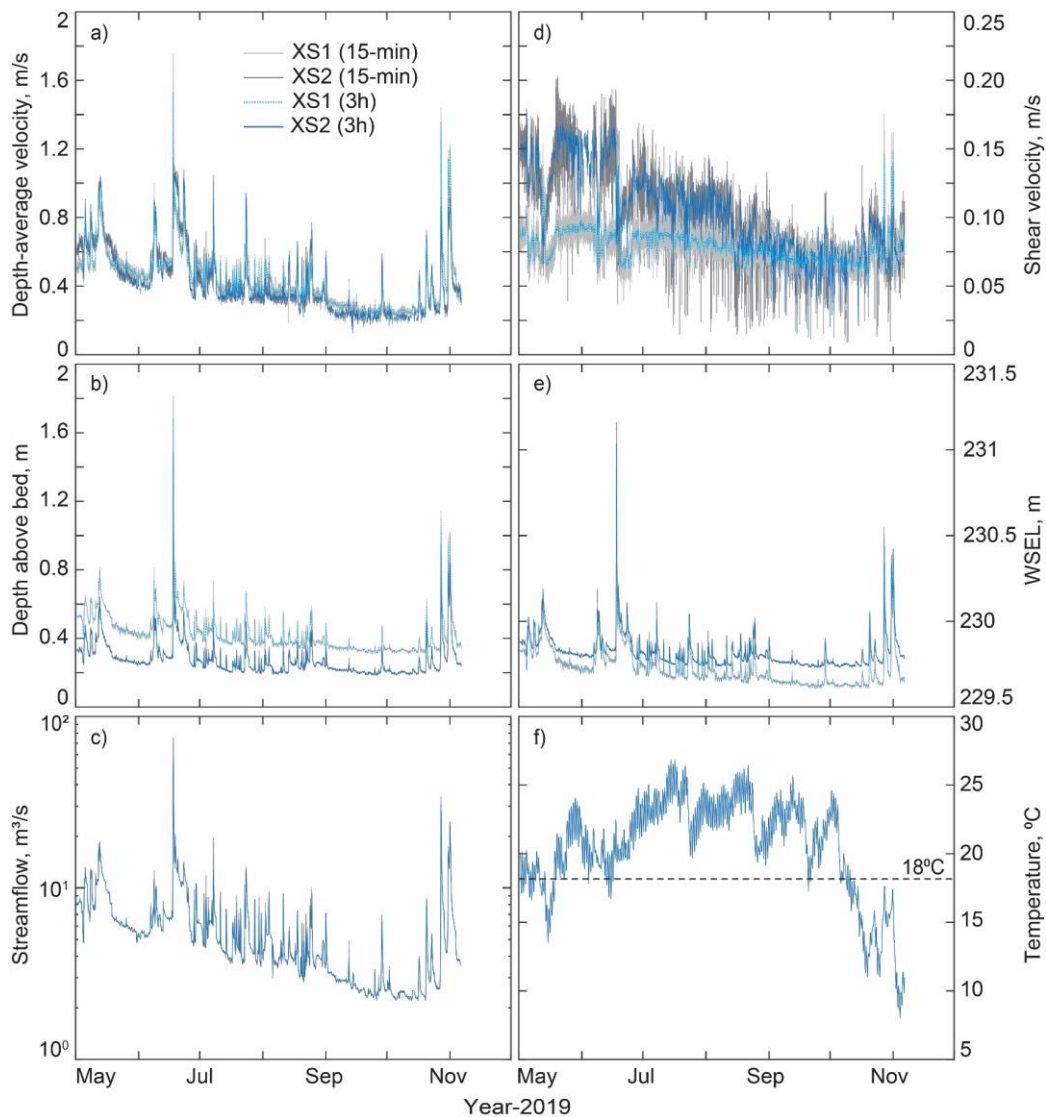 a)
XS1 (15-min)
XS2 (15-min)
XS1 (3h)
XS2 (3h)
2
1.6
1.2
0.8
0.4
0
Depth-average velocity, m/s
d)
0.25
0.20
0.15
0.10
0.05
0
Shear velocity, m/s
b)
2
1.6
1.2
0.8
0.4
0
Depth above bed, m
e)
231.5
231
230.5
230
229.5
WSEL, m
c)
10²
10¹
10⁰
Streamflow, m³/s
f)
30
25
20
15
10
5
18ºC
Temperature, ºC
May Jul Sep Nov
May Jul Sep Nov
Year-2019